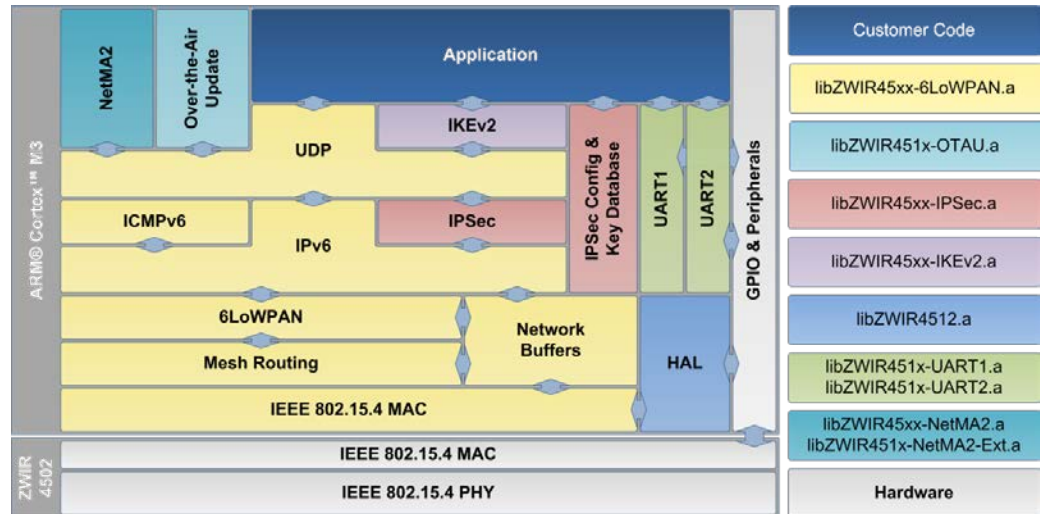 ARM® Cortex™ M3
NetMA2
Over-the-Air
Update
Application
UDP
IKEv2
ICMPv6
IPv6
IPSec
IPSec Config &
Key Database
UART1
UART2
GPIO & Peripherals
6LoWPAN
Mesh Routing
Network
Buffers
HAL
IEEE 802.15.4 MAC
ZWIR
4502
IEEE 802.15.4 MAC
IEEE 802.15.4 PHY
Customer Code
libZWIR45xx-6LoWPAN.a
libZWIR451x-OTAU.a
libZWIR45xx-IPSec.a
libZWIR45xx-IKEv2.a
libZWIR4512.a
libZWIR451x-UART1.a
libZWIR451x-UART2.a
libZWIR45xx-NetMA2.a
libZWIR451x-NetMA2-Ext.a
Hardware